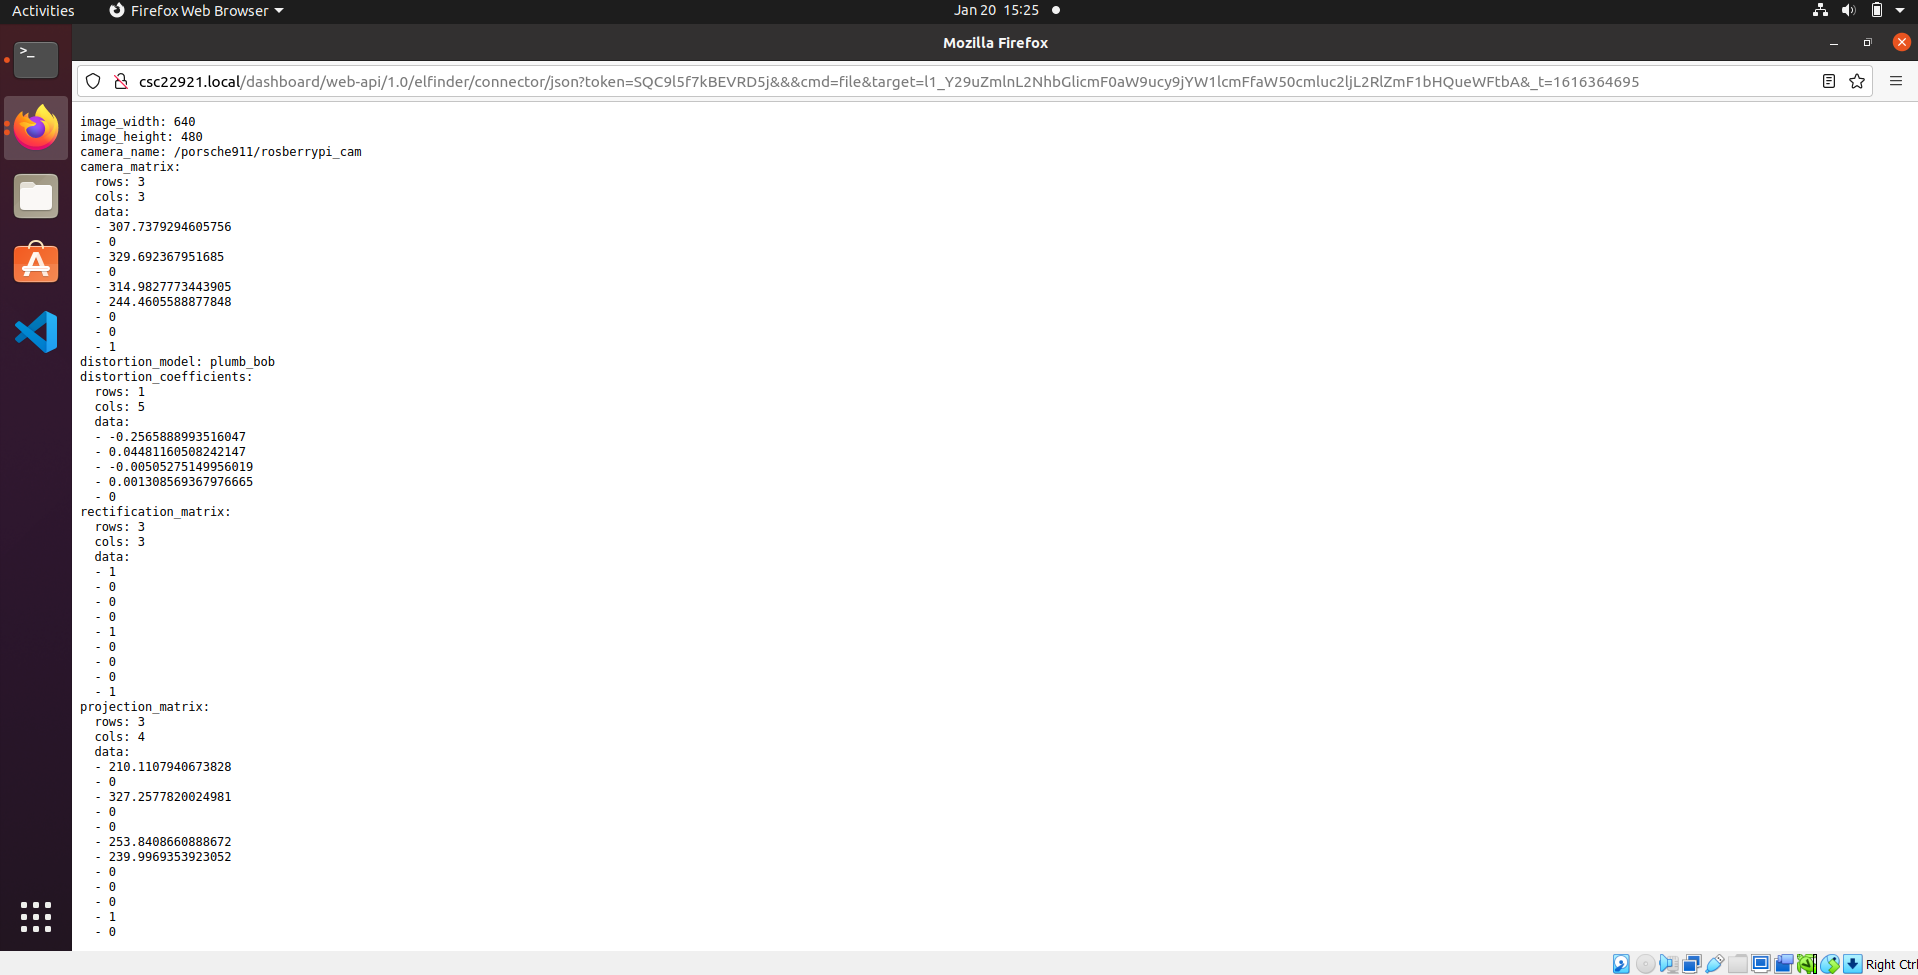 Activities
Firefox Web Browser
Jan 20 15:25
Mozilla Firefox
csc22921.local/dashboard/web-api/1.0/elfinder/connector/json?token=SQC9l5f7kBEVRD5j&&&cmd=file&target=l1_Y29uZmlnL2NhbGlicmF0aW9ucy9jYW1lcmFfaW50cmluc2ljL2RlZmF1bHQueWFtbA&_t=1616364695
image_width: 640
image_height: 480
camera_name: /porsche911/rosberrypi_cam
camera_matrix:
  rows: 3
  cols: 3
  data:
  - 307.7379294605756
  - 0
  - 329.692367951685
  - 0
  - 314.9827773443905
  - 244.4605588877848
  - 0
  - 0
  - 1
distortion_model: plumb_bob
distortion_coefficients:
  rows: 1
  cols: 5
  data:
  - -0.2565888993516047
  - 0.04481160508242147
  - -0.00505275149956019
  - 0.001308569367976665
  - 0
rectification_matrix:
  rows: 3
  cols: 3
  data:
  - 1
  - 0
  - 0
  - 0
  - 1
  - 0
  - 0
  - 0
  - 1
projection_matrix:
  rows: 3
  cols: 4
  data:
  - 210.1107940673828
  - 0
  - 327.2577820024981
  - 0
  - 0
  - 253.8408660888672
  - 239.9969353923052
  - 0
  - 0
  - 0
  - 1
  - 0
Right Ctrl